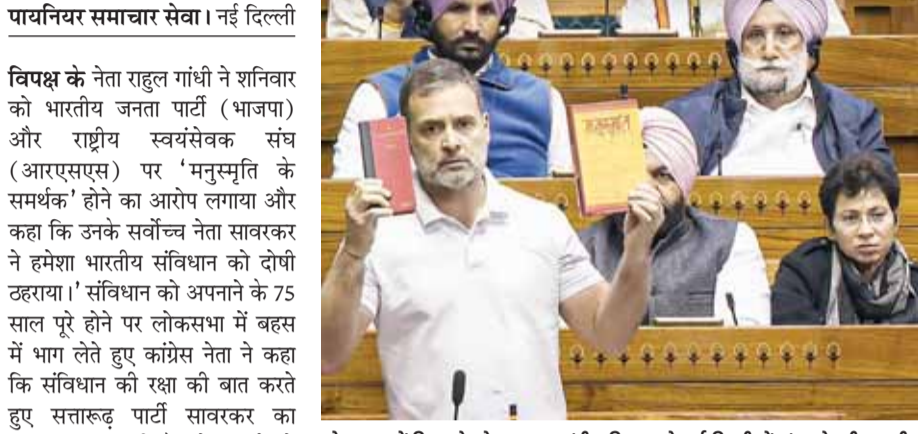 पायनियर समाचार सेवा। नई दिल्ली
विपक्ष के नेता राहुल गांधी ने शनिवार
को भारतीय जनता पार्टी (भाजपा)
और राष्ट्रीय स्वयंसेवक संघ
(आरएसएस) पर ‘मनुस्मृति के
समर्थक’ होने का आरोप लगाया और
कहा कि उनके सर्वोच्च नेता सावरकर
ने हमेशा भारतीय संविधान को दोषी
ठहराया।’ संविधान को अपनाने के 75
साल पूरे होने पर लोकसभा में बहस
में भाग लेते हुए कांग्रेस नेता ने कहा
कि संविधान की रक्षा की बात करते
हुए सत्तारूढ़ पार्टी सावरकर का
मनुस्मृति